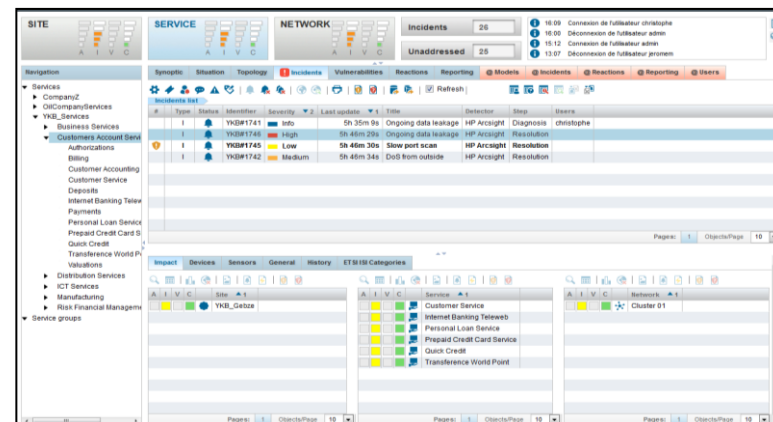 SITE
A I V C
SERVICE
A I V C
NETWORK
A I V C
Incidents 26
Unaddressed 25
16:09 Connexion de l'utilisateur christophe
16:00 Déconnexion de l'utilisateur admin
15:12 Connexion de l'utilisateur admin
13:07 Connexion de l'utilisateur jeronem
Navigation
Services
CompanyZ
OilCompanyServices
YKB_Services
Business Services
Customers Account Servi
Authorizations
Billing
Customer Accounting
Customer Service
Deposits
Internet Banking Telew
Payments
Personal Loan Service
Prepaid Credit Card S
Quick Credit
Transference World P
Valuations
Distribution Services
ICT Services
Manufacturing
Risk Financial Manageme
Service groups
Synoptic Situation Topology Incidents Vulnerabilities Reactions Reporting @ Models @ Incidents @ Reactions @ Reporting @ Users
Refresh
Incidents list
# Type Status Identifier Severity 2 Last update 1 Title Detector Step Users
I YKB#1741 Info 5h 35m 9s Ongoing data leakage HP Arcsight Diagnosis christophe
I YKB#1746 High 5h 46m 29s Ongoing data leakage HP Arcsight Resolution
I YKB#1745 Low 5h 46m 30s Slow port scan HP Arcsight Resolution
I YKB#1742 Medium 5h 46m 34s DoS from outside HP Arcsight Resolution
Pages: 1 Objects/Page 10
Impact Devices Sensors General History ETSI ISI Categories
A I V C Site 1
YKB_Gebze
Pages: 1 Objects/Page 10
A I V C Service 1
Customer Service
Internet Banking Teleweb
Personal Loan Service
Prepaid Credit Card Service
Quick Credit
Transference World Point
Pages: 1 Objects/Page 10
A I V C Network 1
Cluster 01
Pages: 1 Objects/Page 10